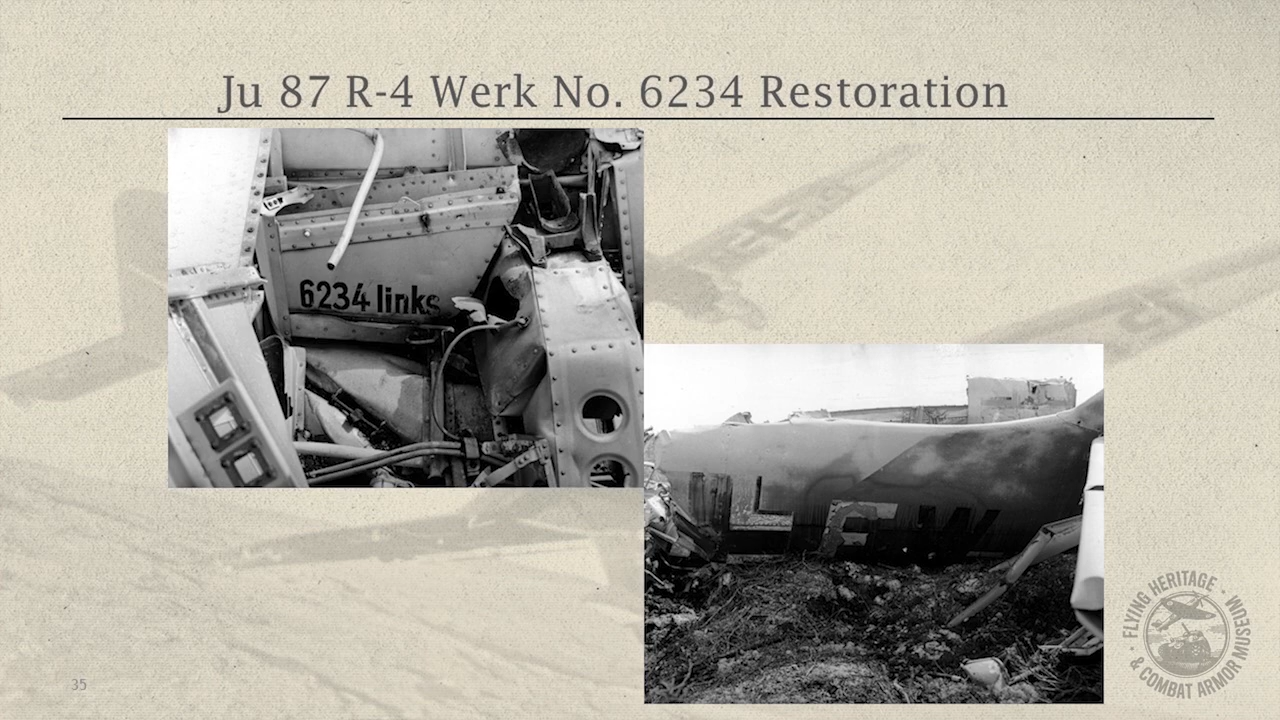 Ju 87 R-4 Werk No. 6234 Restoration
6234 links
35
FLYING HERITAGE · MUSEUM
& COMBAT ARMOR